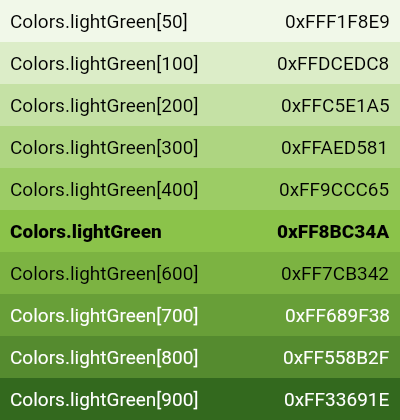 Colors.lightGreen[50] 0xFFF1F8E9
Colors.lightGreen[100] 0xFFDCEDC8
Colors.lightGreen[200] 0xFFC5E1A5
Colors.lightGreen[300] 0xFFAED581
Colors.lightGreen[400] 0xFF9CCC65
Colors.lightGreen 0xFF8BC34A
Colors.lightGreen[600] 0xFF7CB342
Colors.lightGreen[700] 0xFF689F38
Colors.lightGreen[800] 0xFF558B2F
Colors.lightGreen[900] 0xFF33691E